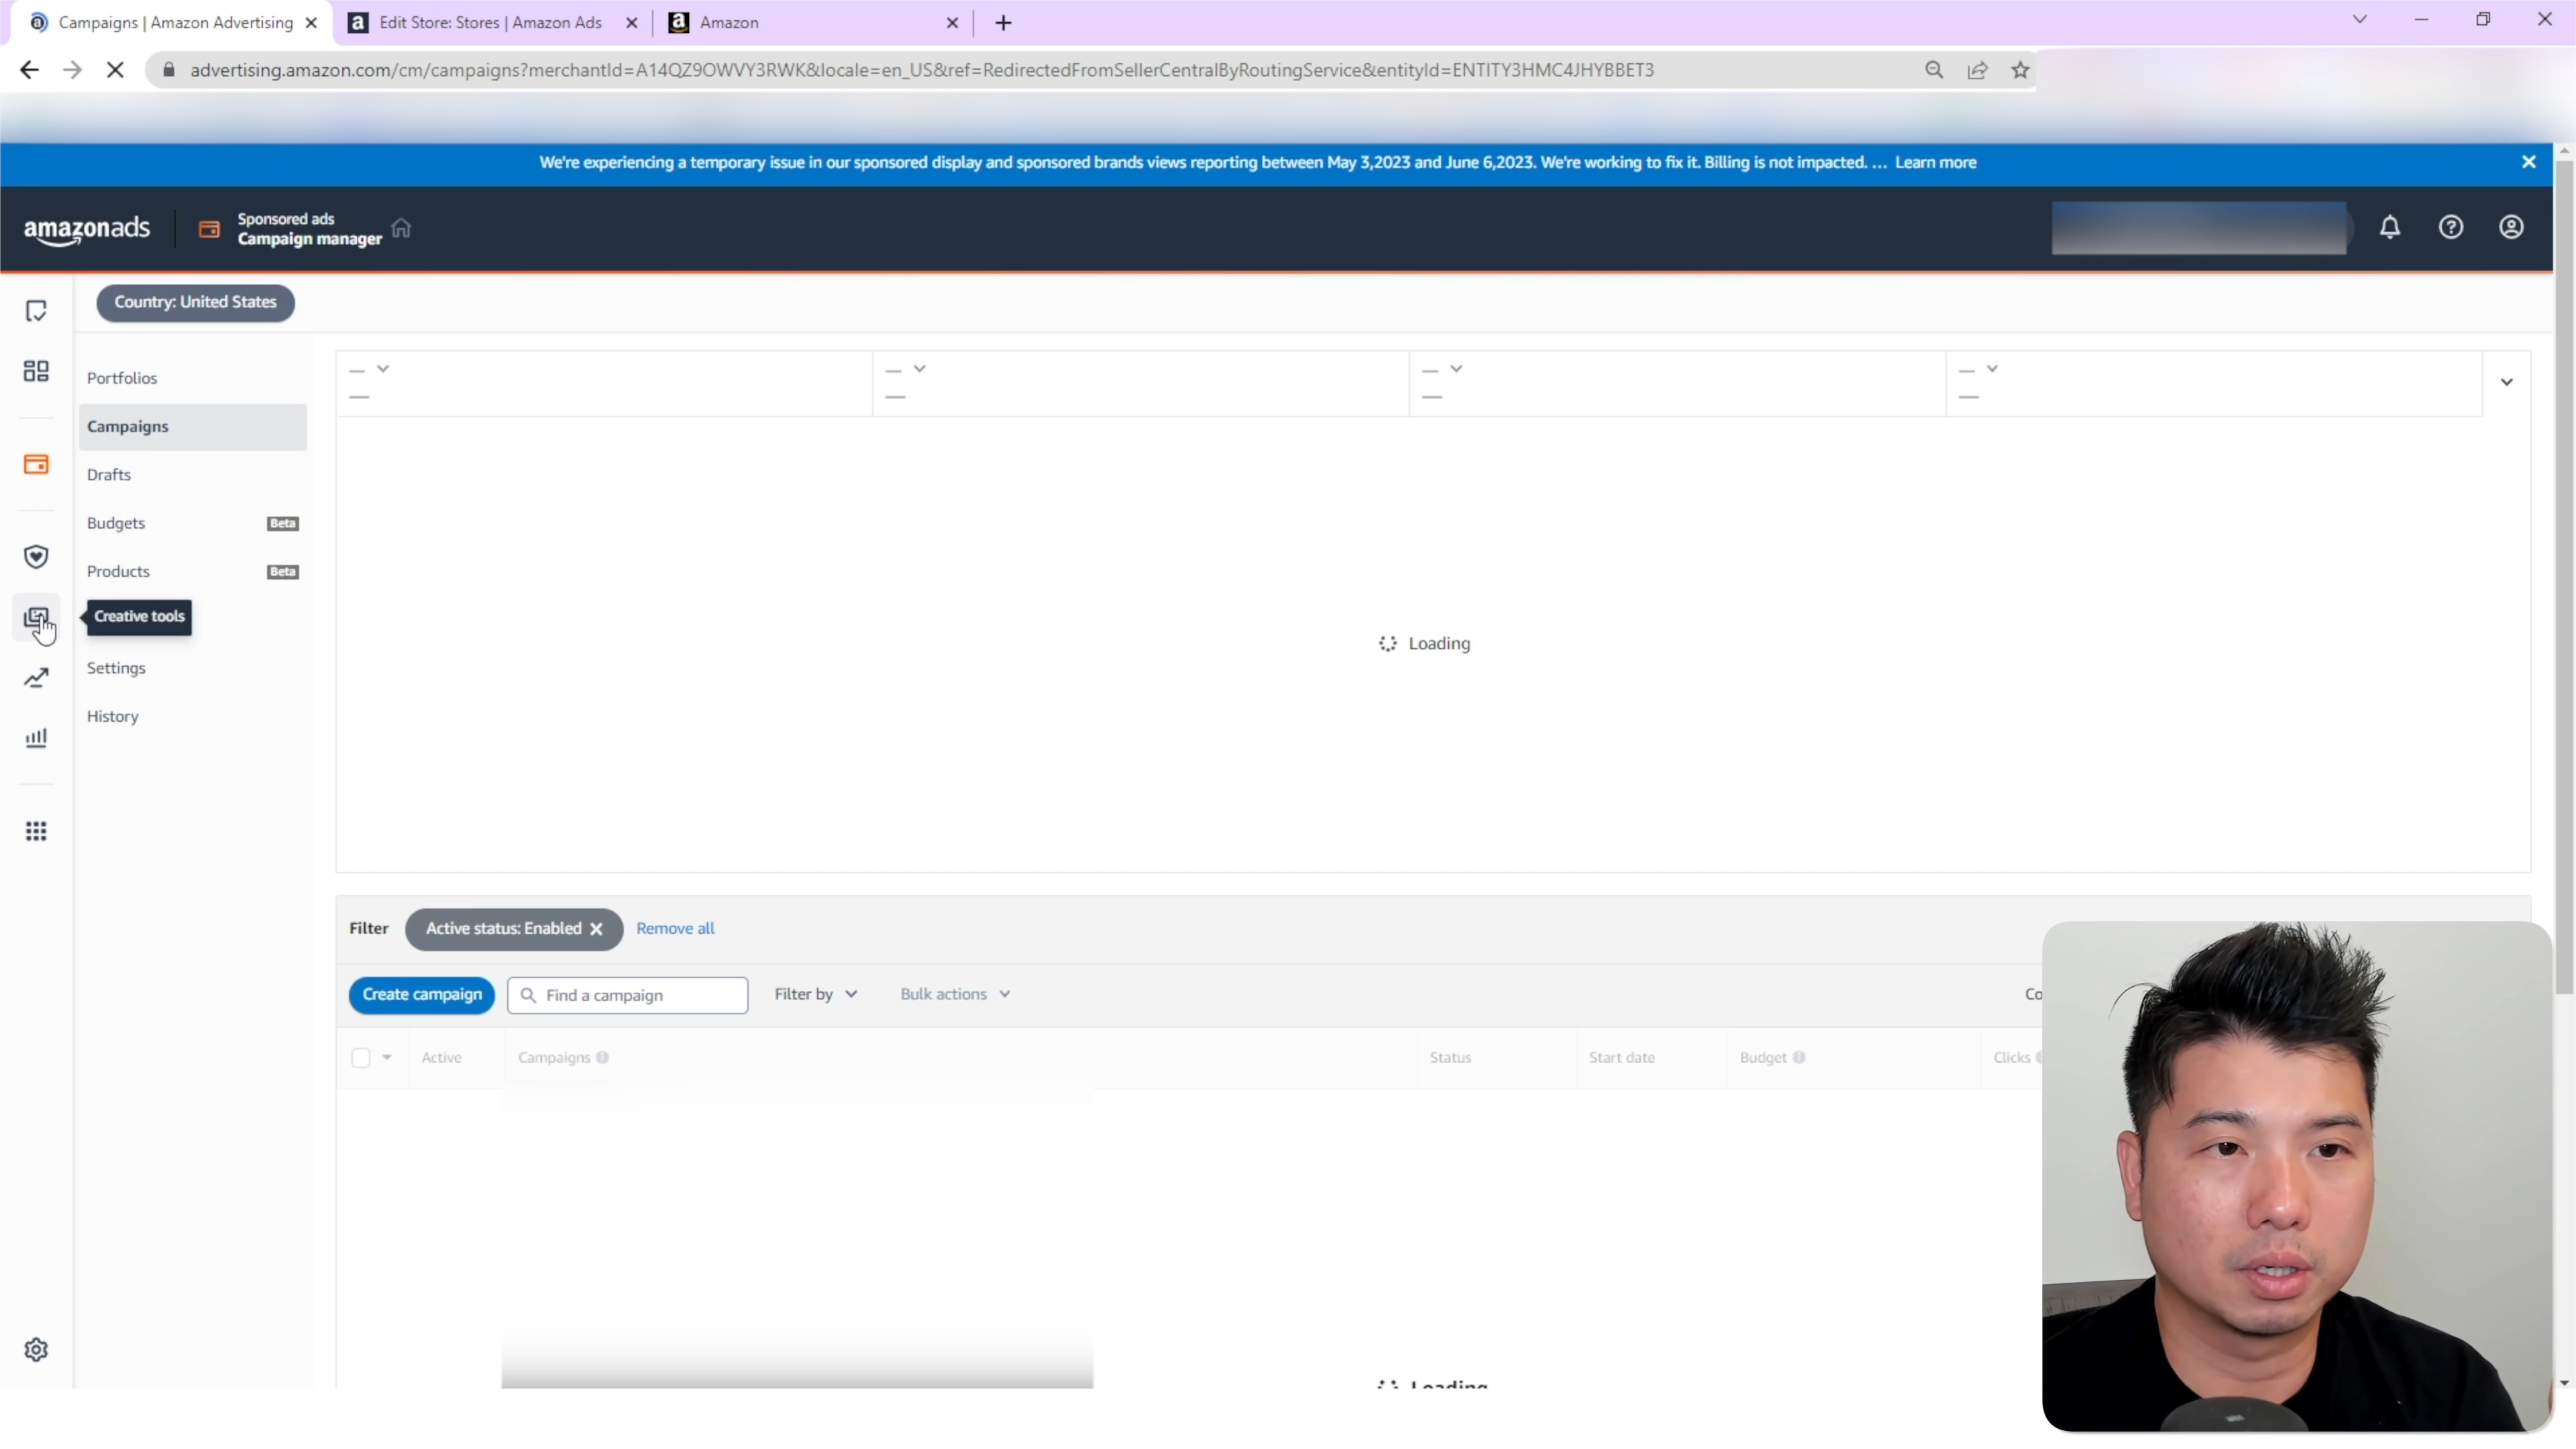 Campaigns | Amazon Advertising
Edit Store: Stores | Amazon Ads
Amazon
advertising.amazon.com/cm/campaigns?merchantId=A14QZ9OWVY3RWK&locale=en_US&ref=RedirectedFromSellerCentralByRoutingService&entityId=ENTITY3HMC4JHYBBET3
We're experiencing a temporary issue in our sponsored display and sponsored brands views reporting between May 3,2023 and June 6,2023. We're working to fix it. Billing is not impacted. ... Learn more
amazonads
Sponsored ads
Campaign manager
Country: United States
Portfolios
Campaigns
Drafts
Budgets Beta
Products Beta
Creative tools
Settings
History
Loading
Filter Active status: Enabled Remove all
Create campaign Find a campaign Filter by Bulk actions Co
Active Campaigns Status Start date Budget Clicks
Loading